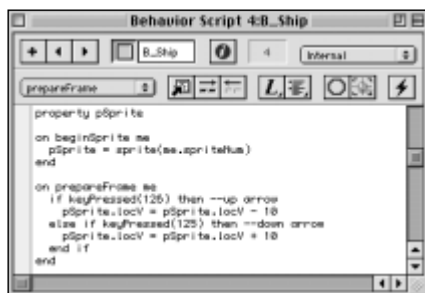 Behavior Script 4:B_Ship
B_Ship 4 Internal
prepareFrame
property pSprite
on beginSprite me
pSprite = sprite(me.spriteNum)
end
on prepareFrame me
if keyPressed(126) then --up arrow
pSprite.locV = pSprite.locV - 10
else if keyPressed(125) then --down arrow
pSprite.locV = pSprite.locV + 10
end if
end